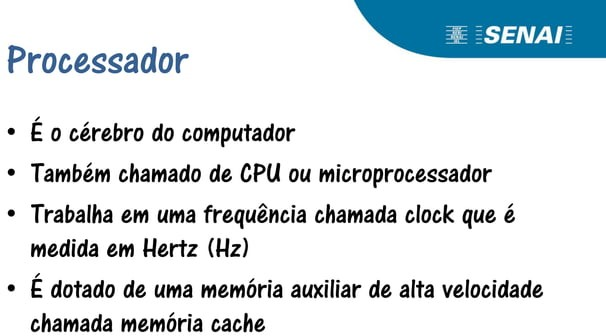 SENAI
Processador
• É o cérebro do computador
• Também chamado de CPU ou microprocessador
• Trabalha em uma frequência chamada clock que é
medida em Hertz (Hz)
• É dotado de uma memória auxiliar de alta velocidade
chamada memória cache